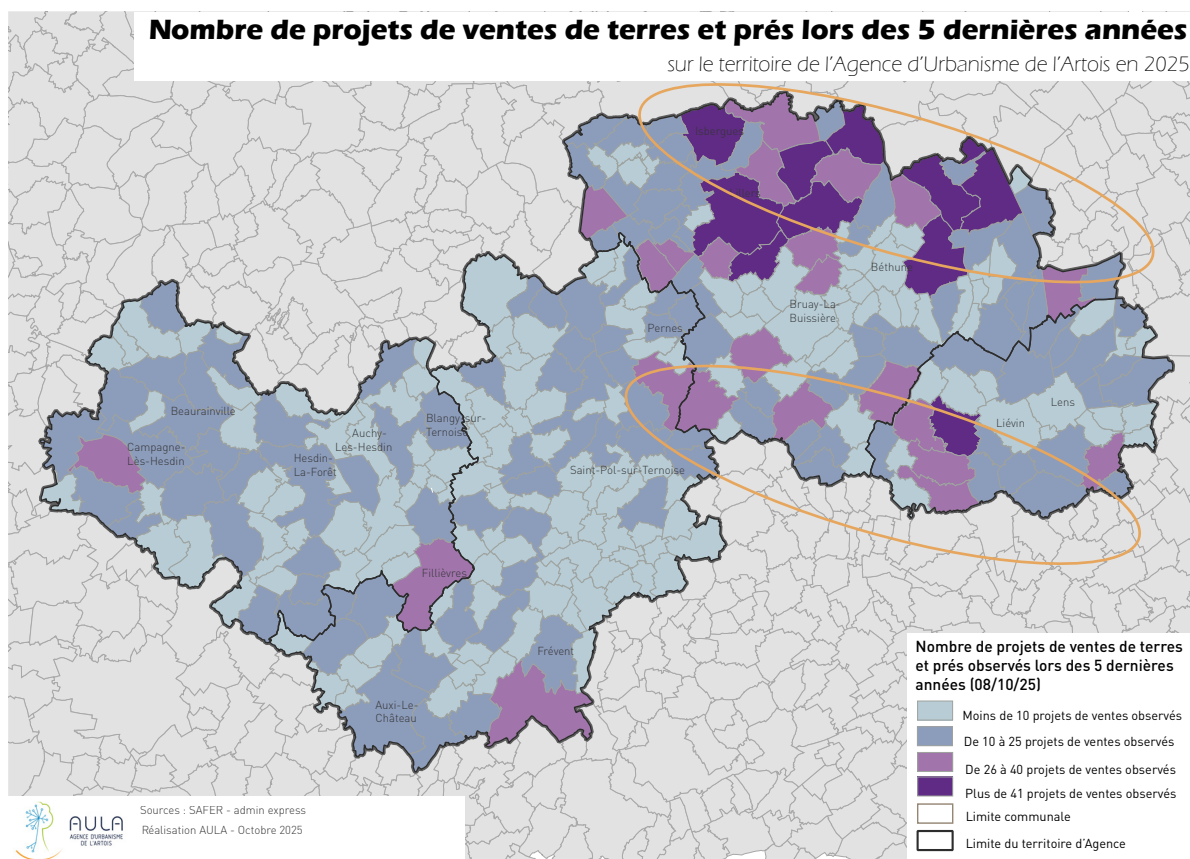 Nombre de projets de ventes de terres et prés lors des 5 dernières années
sur le territoire de l'Agence d'Urbanisme de l'Artois en 2025
Isbergues
Béthune
Bruay-La-
Buissière
Pernes
Beaurainville
Blangy-sur-
Ternoise
Lens
Auchy-
Les-Hesdin
Liévin
Campagne-
Lès-Hesdin
Hesdin-
La-Forêt
Saint-Pol-sur-Ternoise
Fillièvres
Frévent
Auxi-Le-
Château
Nombre de projets de ventes de terres
et prés observés lors des 5 dernières
années (08/10/25)
Moins de 10 projets de ventes observés
De 10 à 25 projets de ventes observés
De 26 à 40 projets de ventes observés
Plus de 41 projets de ventes observés
Limite communale
Limite du territoire d'Agence
Sources : SAFER - admin express
Réalisation AULA - Octobre 2025
AULA
AGENCE D'URBANISME
DE L'ARTOIS